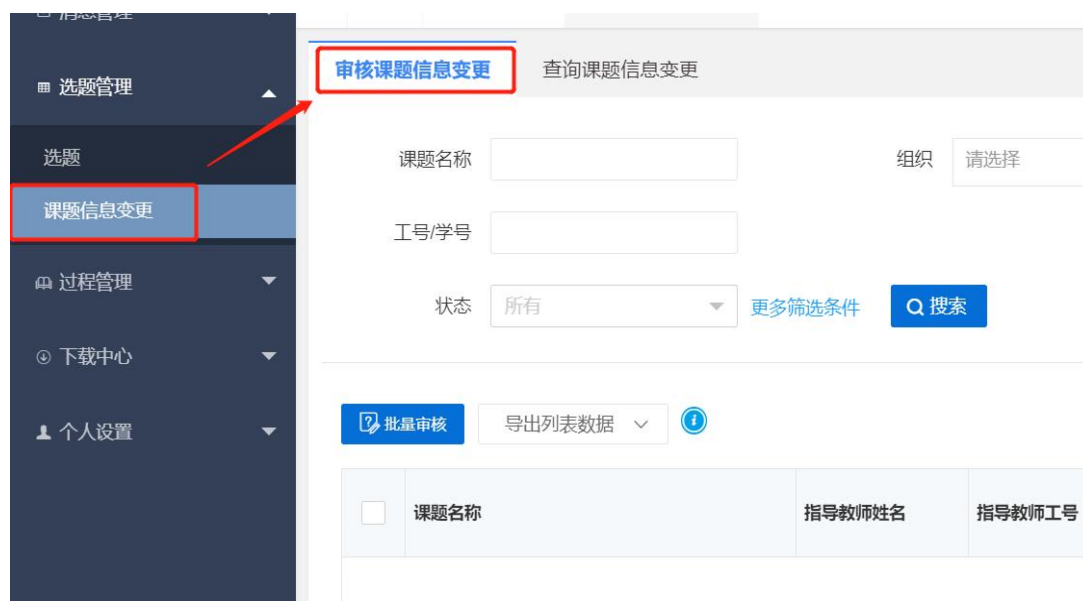 消息管理
选题管理
选题
课题信息变更
过程管理
下载中心
个人设置
审核课题信息变更 查询课题信息变更
课题名称 组织 请选择
工号/学号
状态 所有 更多筛选条件 搜索
批量审核 导出列表数据
课题名称 指导教师姓名 指导教师工号